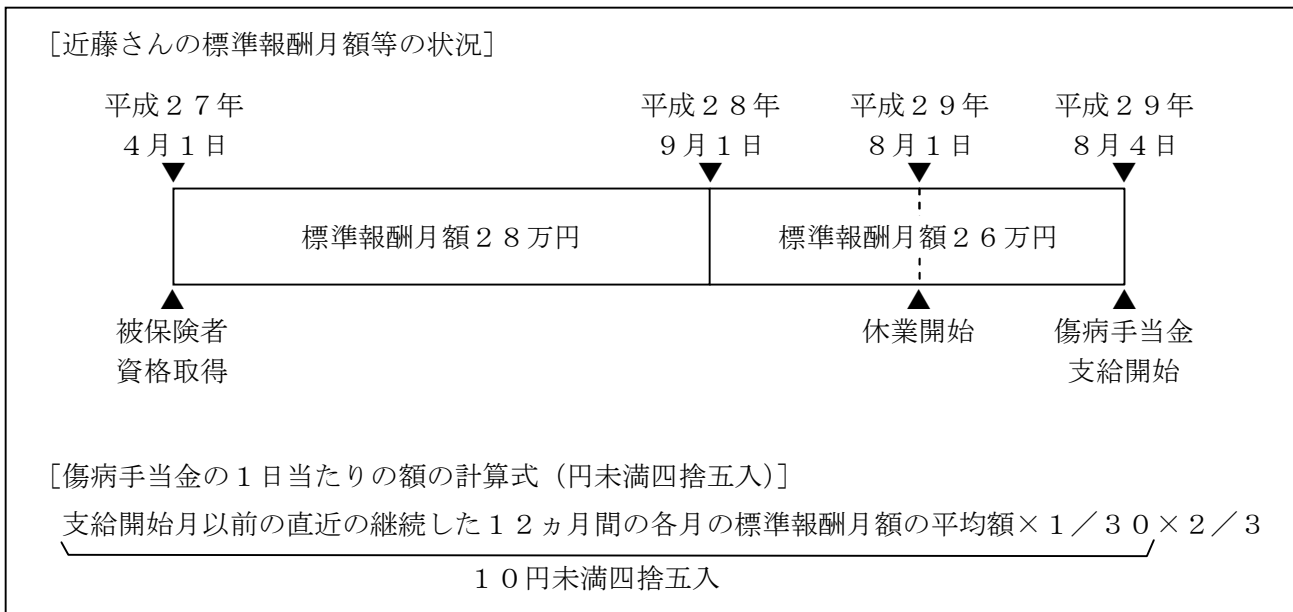 ［近藤さんの標準報酬月額等の状況］
平成２７年 平成２８年 平成２９年 平成２９年
４月１日 ９月１日 ８月１日 ８月４日
標準報酬月額２８万円 標準報酬月額２６万円
被保険者 休業開始 傷病手当金
資格取得 支給開始
［傷病手当金の１日当たりの額の計算式（円未満四捨五入）］
支給開始月以前の直近の継続した１２ヵ月間の各月の標準報酬月額の平均額×１／３０×２／３
１０円未満四捨五入